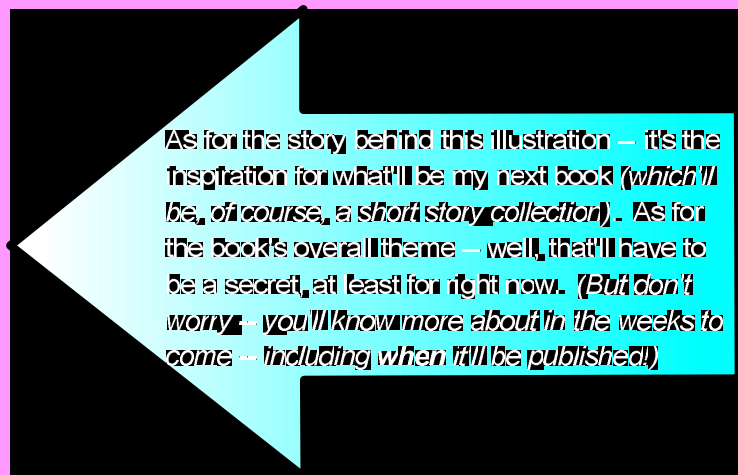 As for the story behind this illustration – it's the
inspiration for what'll be my next book (which'll
be, of course, a short story collection). As for
the book's overall theme – well, that'll have to
be a secret, at least for right now. (But don't
worry – you'll know more about in the weeks to
come – including when it'll be published!)